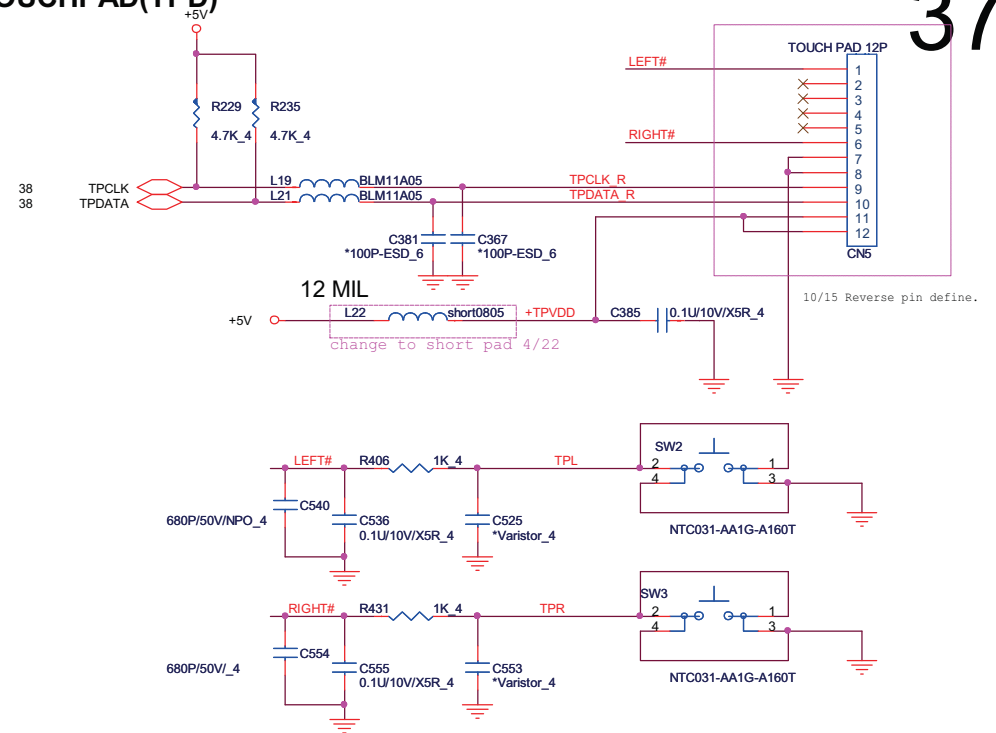 OUCHPAD(TPD)
37
+5V
TOUCH PAD 12P
LEFT#
1
2
3
4
5
RIGHT#
6
7
8
9
10
11
12
CN5
R229
R235
4.7K_4
4.7K_4
38
TPCLK
L19
BLM11A05
TPCLK_R
38
TPDATA
L21
BLM11A05
TPDATA_R
C381
*100P-ESD_6
C367
*100P-ESD_6
10/15 Reverse pin define.
12 MIL
+5V
L22
short0805
+TPVDD
C385
0.1U/10V/X5R_4
change to short pad 4/22
LEFT#
R406
1K_4
TPL
SW2
2
1
4
3
C540
680P/50V/NPO_4
C536
0.1U/10V/X5R_4
C525
*Varistor_4
NTC031-AA1G-A160T
RIGHT#
R431
1K_4
TPR
SW3
2
1
4
3
C554
680P/50V/_4
C555
0.1U/10V/X5R_4
C553
*Varistor_4
NTC031-AA1G-A160T